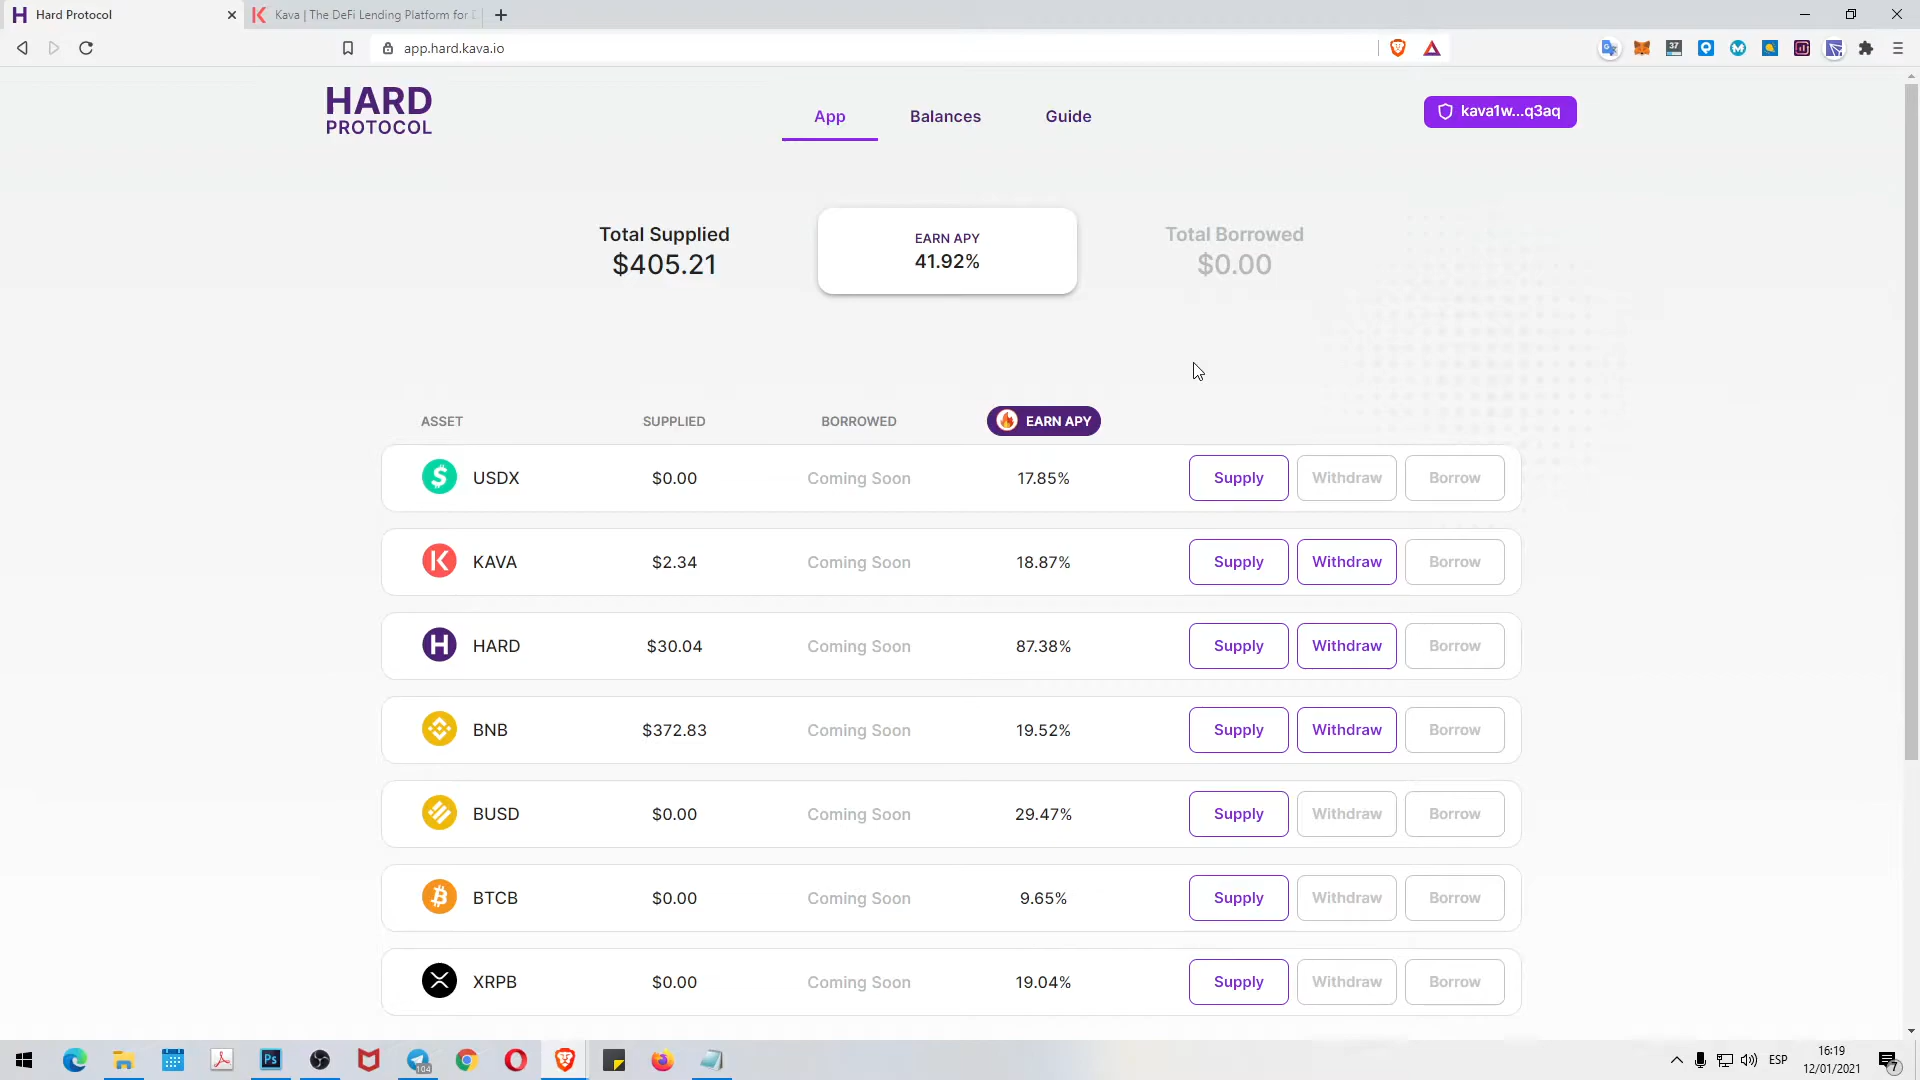 Hard Protocol
Kava | The DeFi Lending Platform for
app.hard.kava.io
37
HARD
PROTOCOL
App
Balances
Guide
kava1w...q3aq
Total Supplied
$405.21
EARN APY
41.92%
Total Borrowed
$0.00
ASSET SUPPLIED BORROWED EARN APY
USDX $0.00 Coming Soon 17.85% Supply Withdraw Borrow
KAVA $2.34 Coming Soon 18.87% Supply Withdraw Borrow
HARD $30.04 Coming Soon 87.38% Supply Withdraw Borrow
BNB $372.83 Coming Soon 19.52% Supply Withdraw Borrow
BUSD $0.00 Coming Soon 29.47% Supply Withdraw Borrow
BTCB $0.00 Coming Soon 9.65% Supply Withdraw Borrow
XRPB $0.00 Coming Soon 19.04% Supply Withdraw Borrow
Ps
104
ESP
16:19
12/01/2021
7